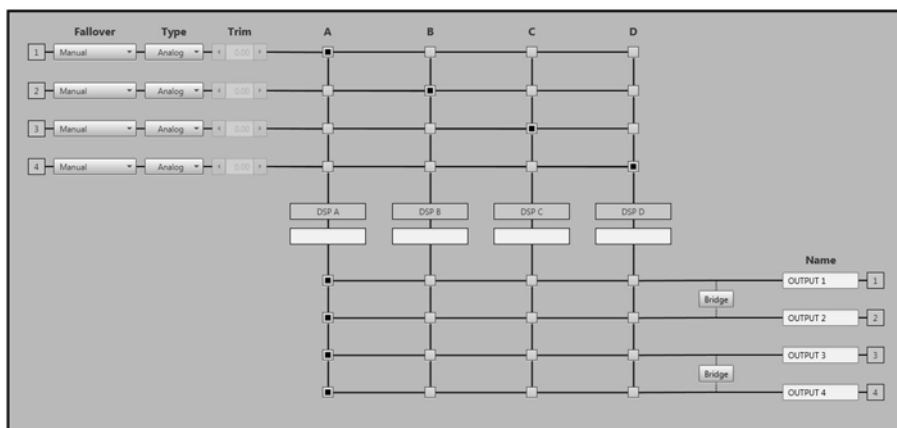 Fallover Type Trim A B C D
1 Manual Analog 0.00
2 Manual Analog 0.00
3 Manual Analog 0.00
4 Manual Analog 0.00
DSP A DSP B DSP C DSP D
Name
OUTPUT 1 1
Bridge
OUTPUT 2 2
OUTPUT 3 3
Bridge
OUTPUT 4 4